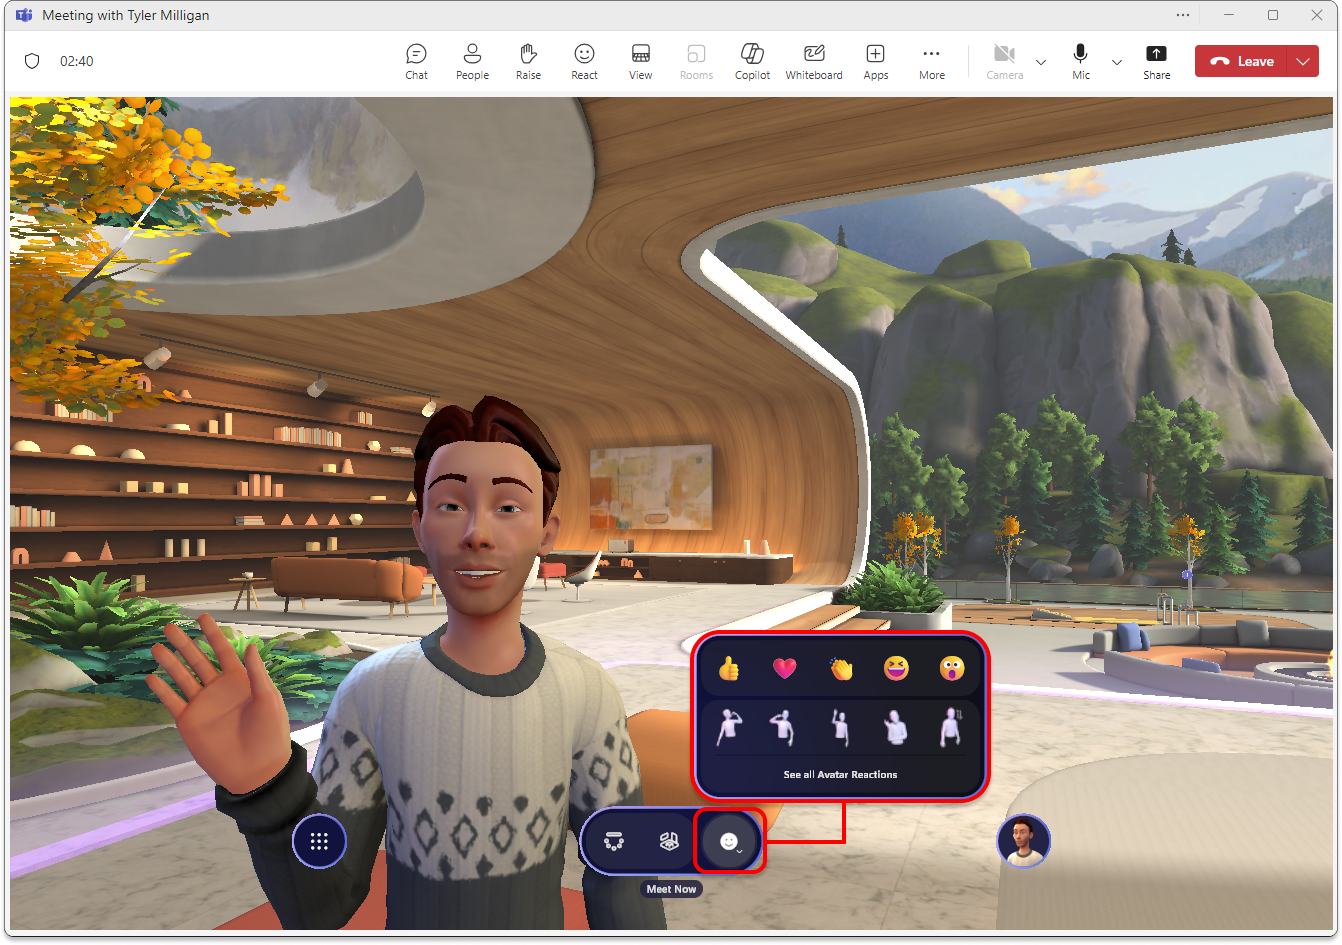 Meeting with Tyler Milligan
02:40
Chat
People
Raise
React
View
Rooms
Copilot
Whiteboard
Apps
More
Camera
Mic
Share
Leave
See all Avatar Reactions
Meet Now